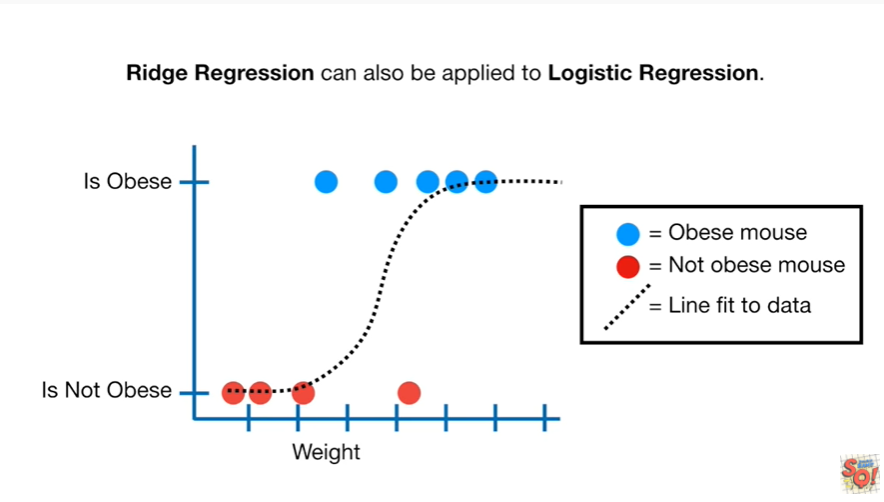 Ridge Regression can also be applied to Logistic Regression.
Is Obese
= Obese mouse
= Not obese mouse
= Line fit to data
Is Not Obese
Weight